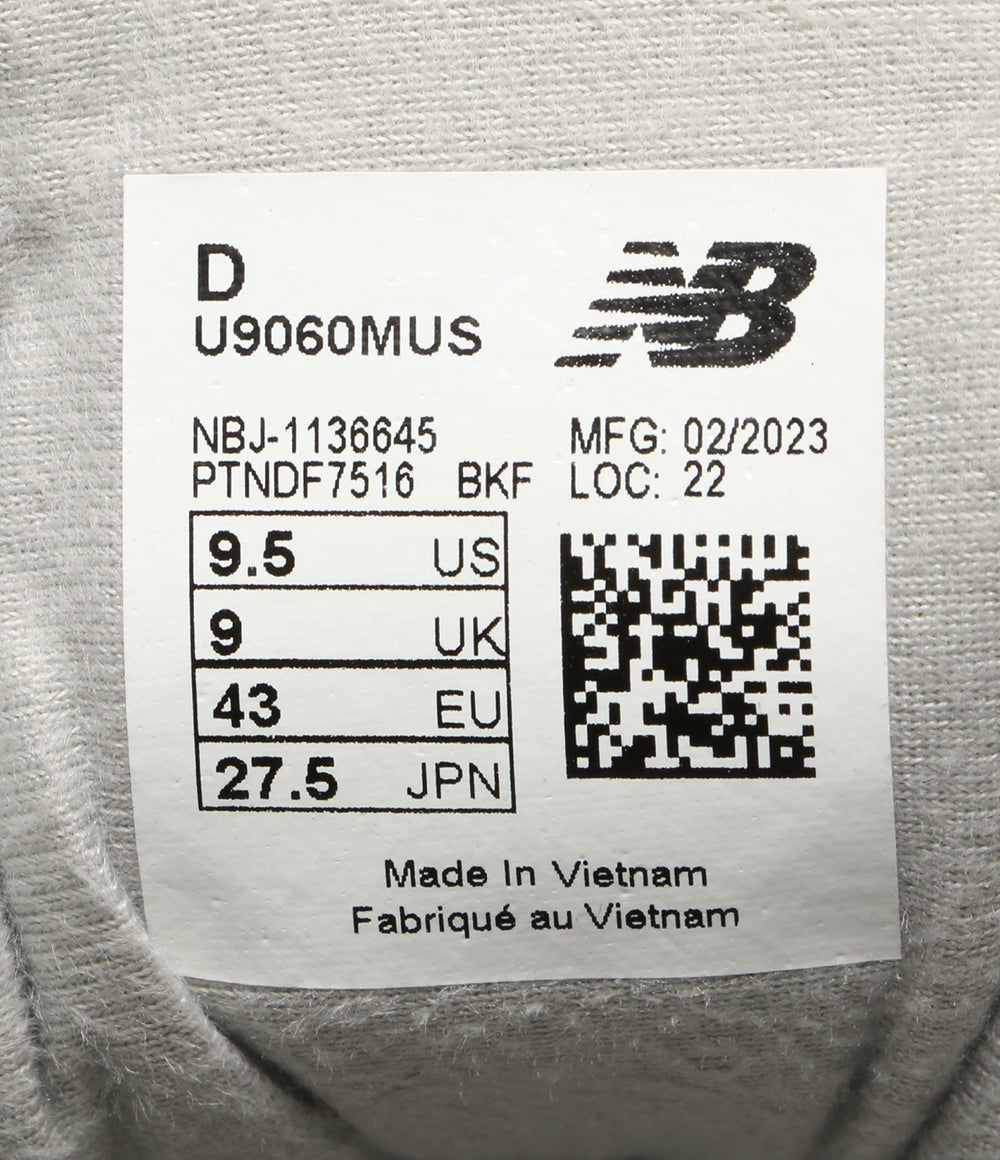 D
U9060MUS
NB
NBJ-1136645
MFG: 02/2023
PTNDF7516 BKF
LOC: 22
9.5 US
9 UK
43 EU
27.5 JPN
Made In Vietnam
Fabriqué au Vietnam